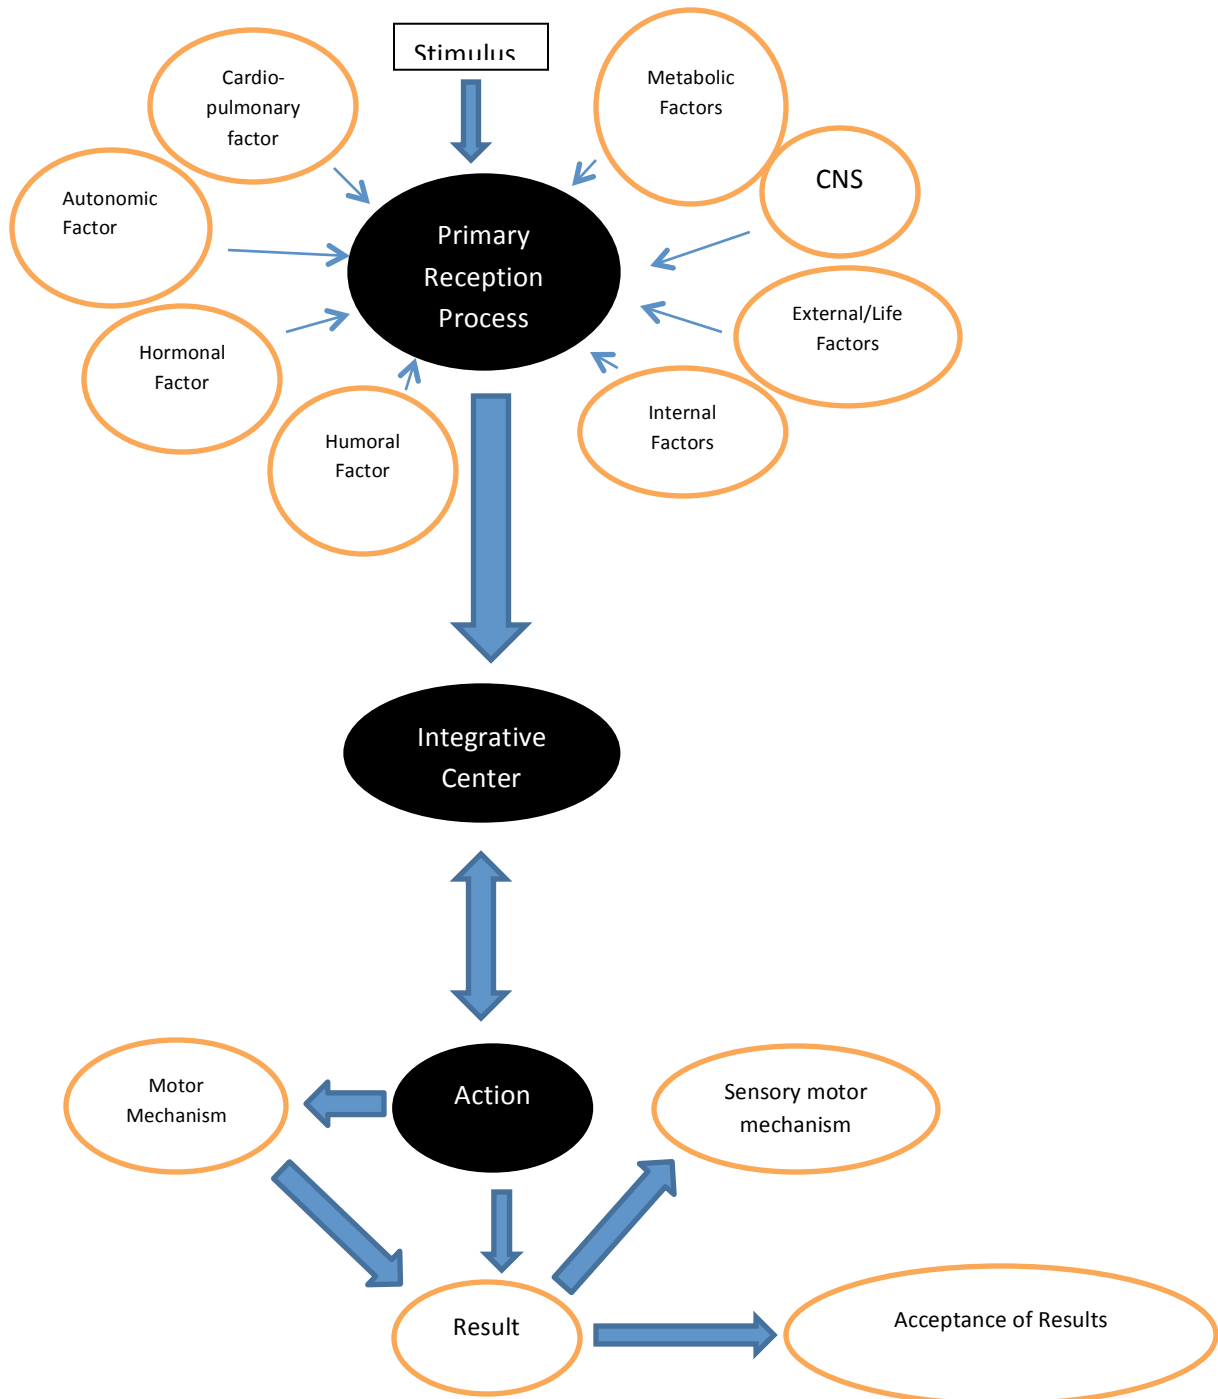 Stimulus
Cardio-
pulmonary
factor
Metabolic
Factors
CNS
Autonomic
Factor
Primary
Reception
Process
External/Life
Factors
Hormonal
Factor
Internal
Factors
Humoral
Factor
Integrative
Center
Action
Motor
Mechanism
Sensory motor
mechanism
Result
Acceptance of Results